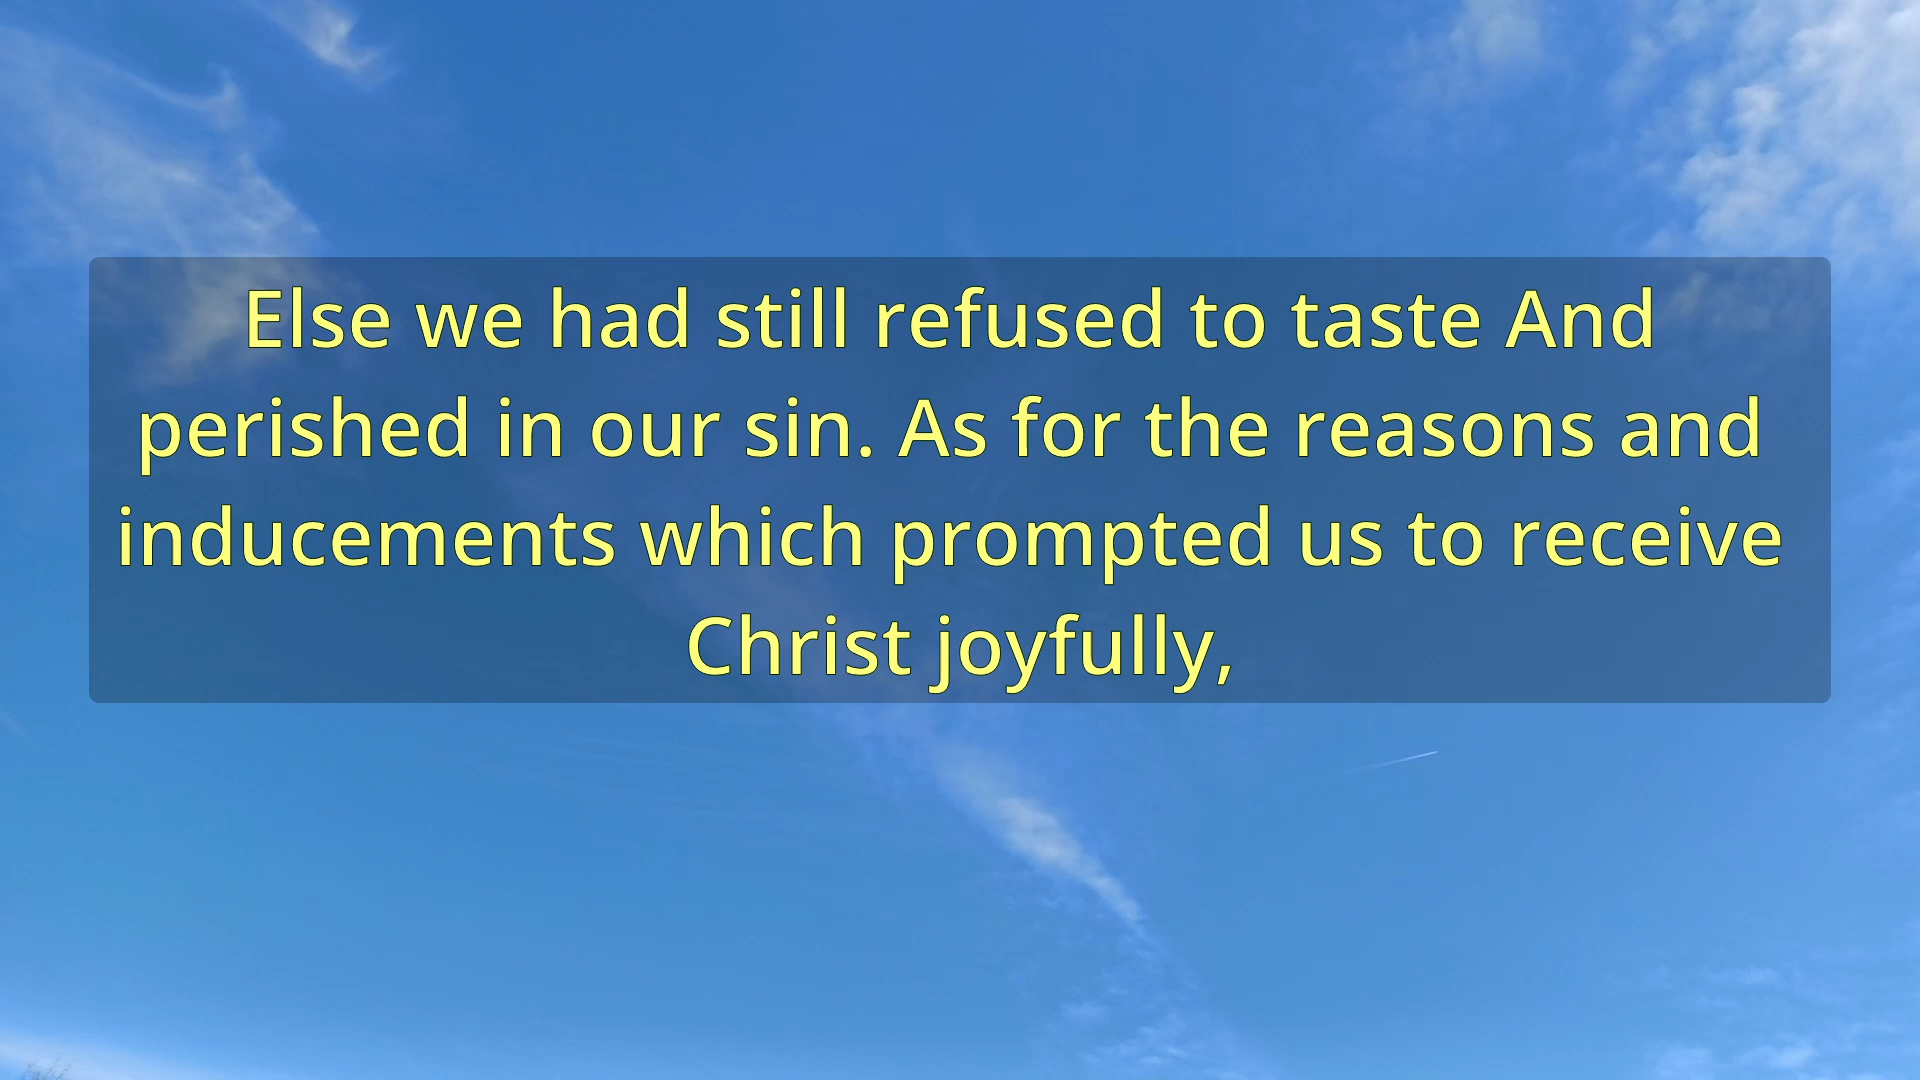 Else we had still refused to taste And
perished in our sin. As for the reasons and
inducements which prompted us to receive
Christ joyfully,